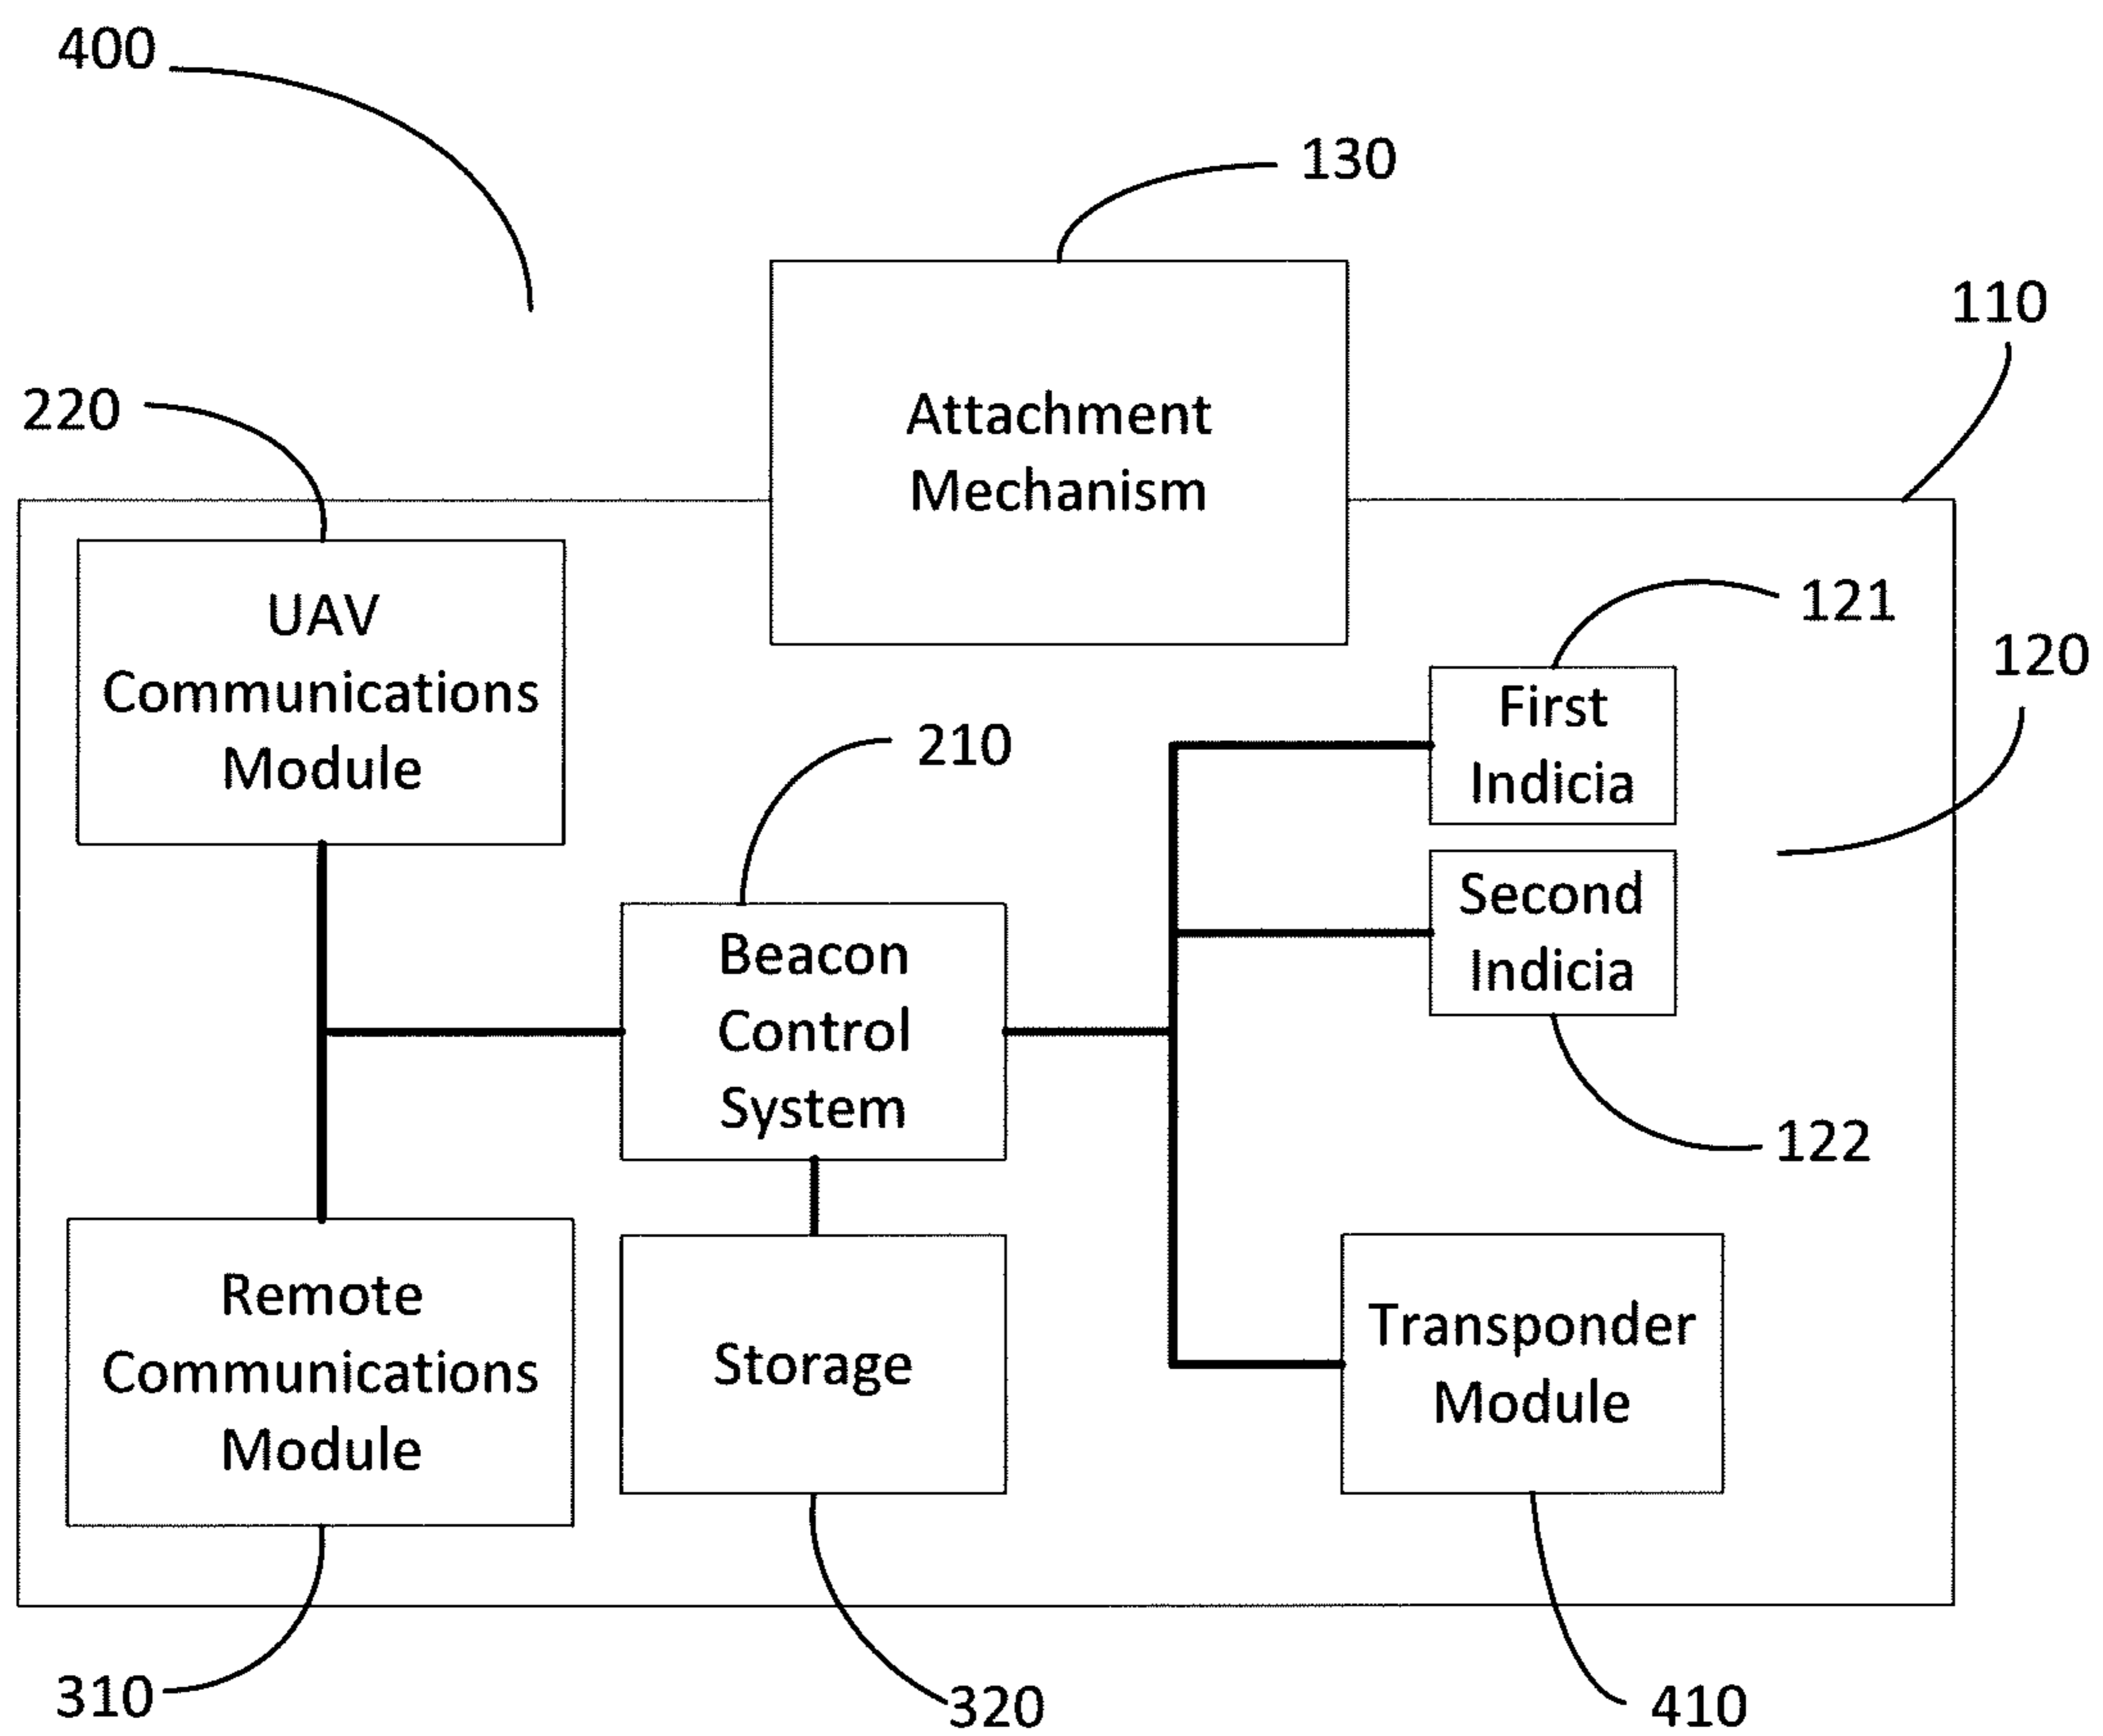 400
130
110
Attachment
Mechanism
220
UAV
Communications
Module
121
120
First
Indicia
210
Second
Indicia
Beacon
Control
System
122
Remote
Communications
Module
Storage
Transponder
Module
310
320
410